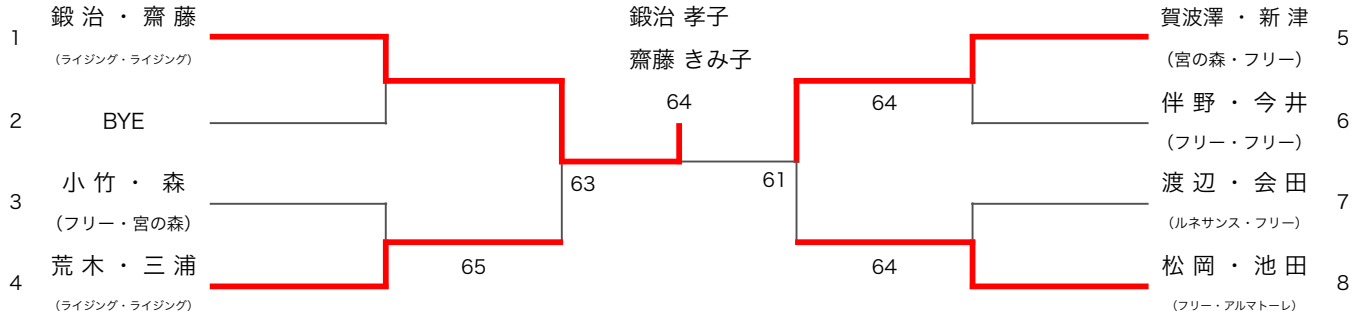 1 鍛 治 ・ 齋 藤
（ライジング・ライジング）
2 BYE
3 小 竹 ・ 森
（フリー・宮の森）
4 荒 木 ・ 三 浦
（ライジング・ライジング）
鍛治 孝子
齋藤 きみ子
64
63
61
65
64
64
賀波澤 ・ 新 津 5
（宮の森・フリー）
伴 野 ・ 今 井 6
（フリー・フリー）
渡 辺 ・ 会 田 7
（ルネサンス・フリー）
松 岡 ・ 池 田 8
（フリー・アルマトーレ）